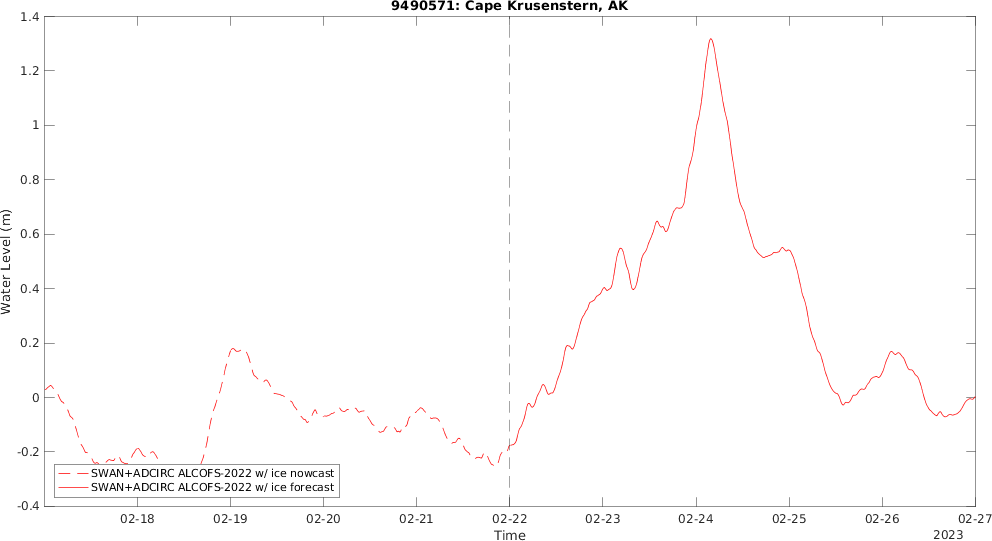 9490571: Cape Krusenstern, AK
1.4
1.2
1
0.8
0.6
0.4
0.2
0
-0.2
-0.4
Water Level (m)
SWAN+ADCIRC ALCOFS-2022 w/ ice nowcast
SWAN+ADCIRC ALCOFS-2022 w/ ice forecast
02-18 02-19 02-20 02-21 02-22 02-23 02-24 02-25 02-26 02-27
Time
2023